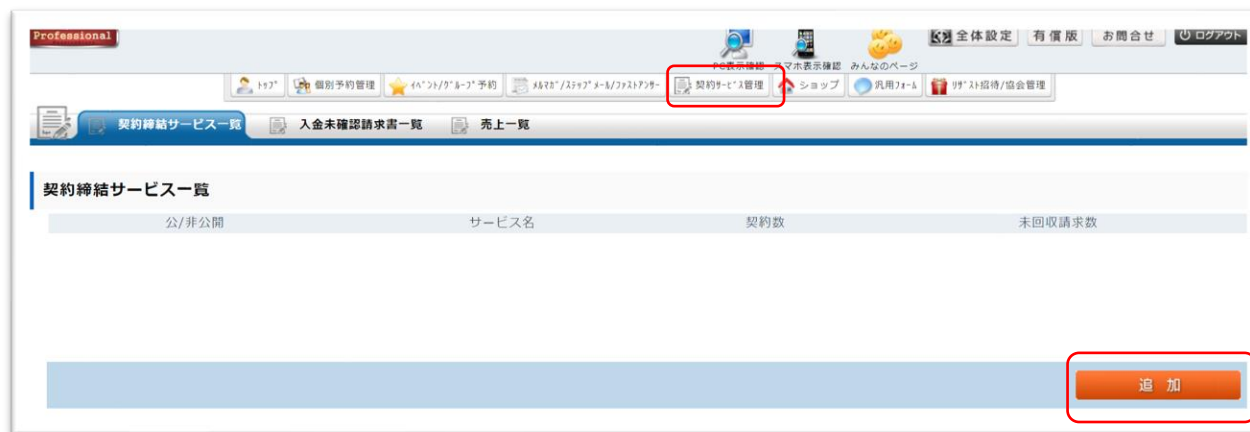 Professional
全体設定 有償版 お問合せ ログアウト
PC表示確認 スマホ表示確認 みんなのページ
トップ 個別予約管理 イベント/グループ予約 メルマガ/ステップメール/ファストアンサー 契約サービス管理 ショップ 汎用フォーム リザスト招待/協会管理
契約締結サービス一覧 入金未確認請求書一覧 売上一覧
契約締結サービス一覧
公/非公開 サービス名 契約数 未回収請求数
追 加